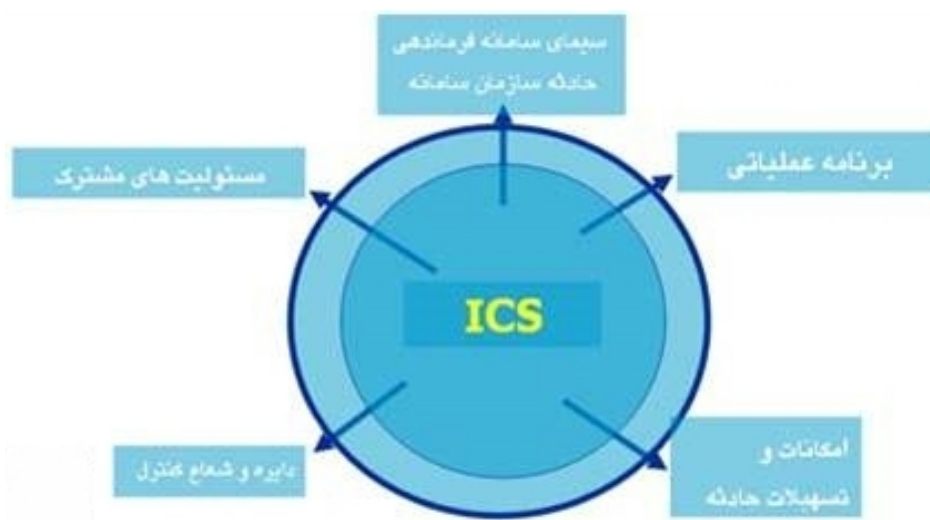 سیمای سامانه فرماندهی
حادثه سازمان سامانه
برنامه عملیاتی
مسئولیت های مشترک
ICS
امکانات و
تسهیلات حادثه
دایره و شعاع کنترل